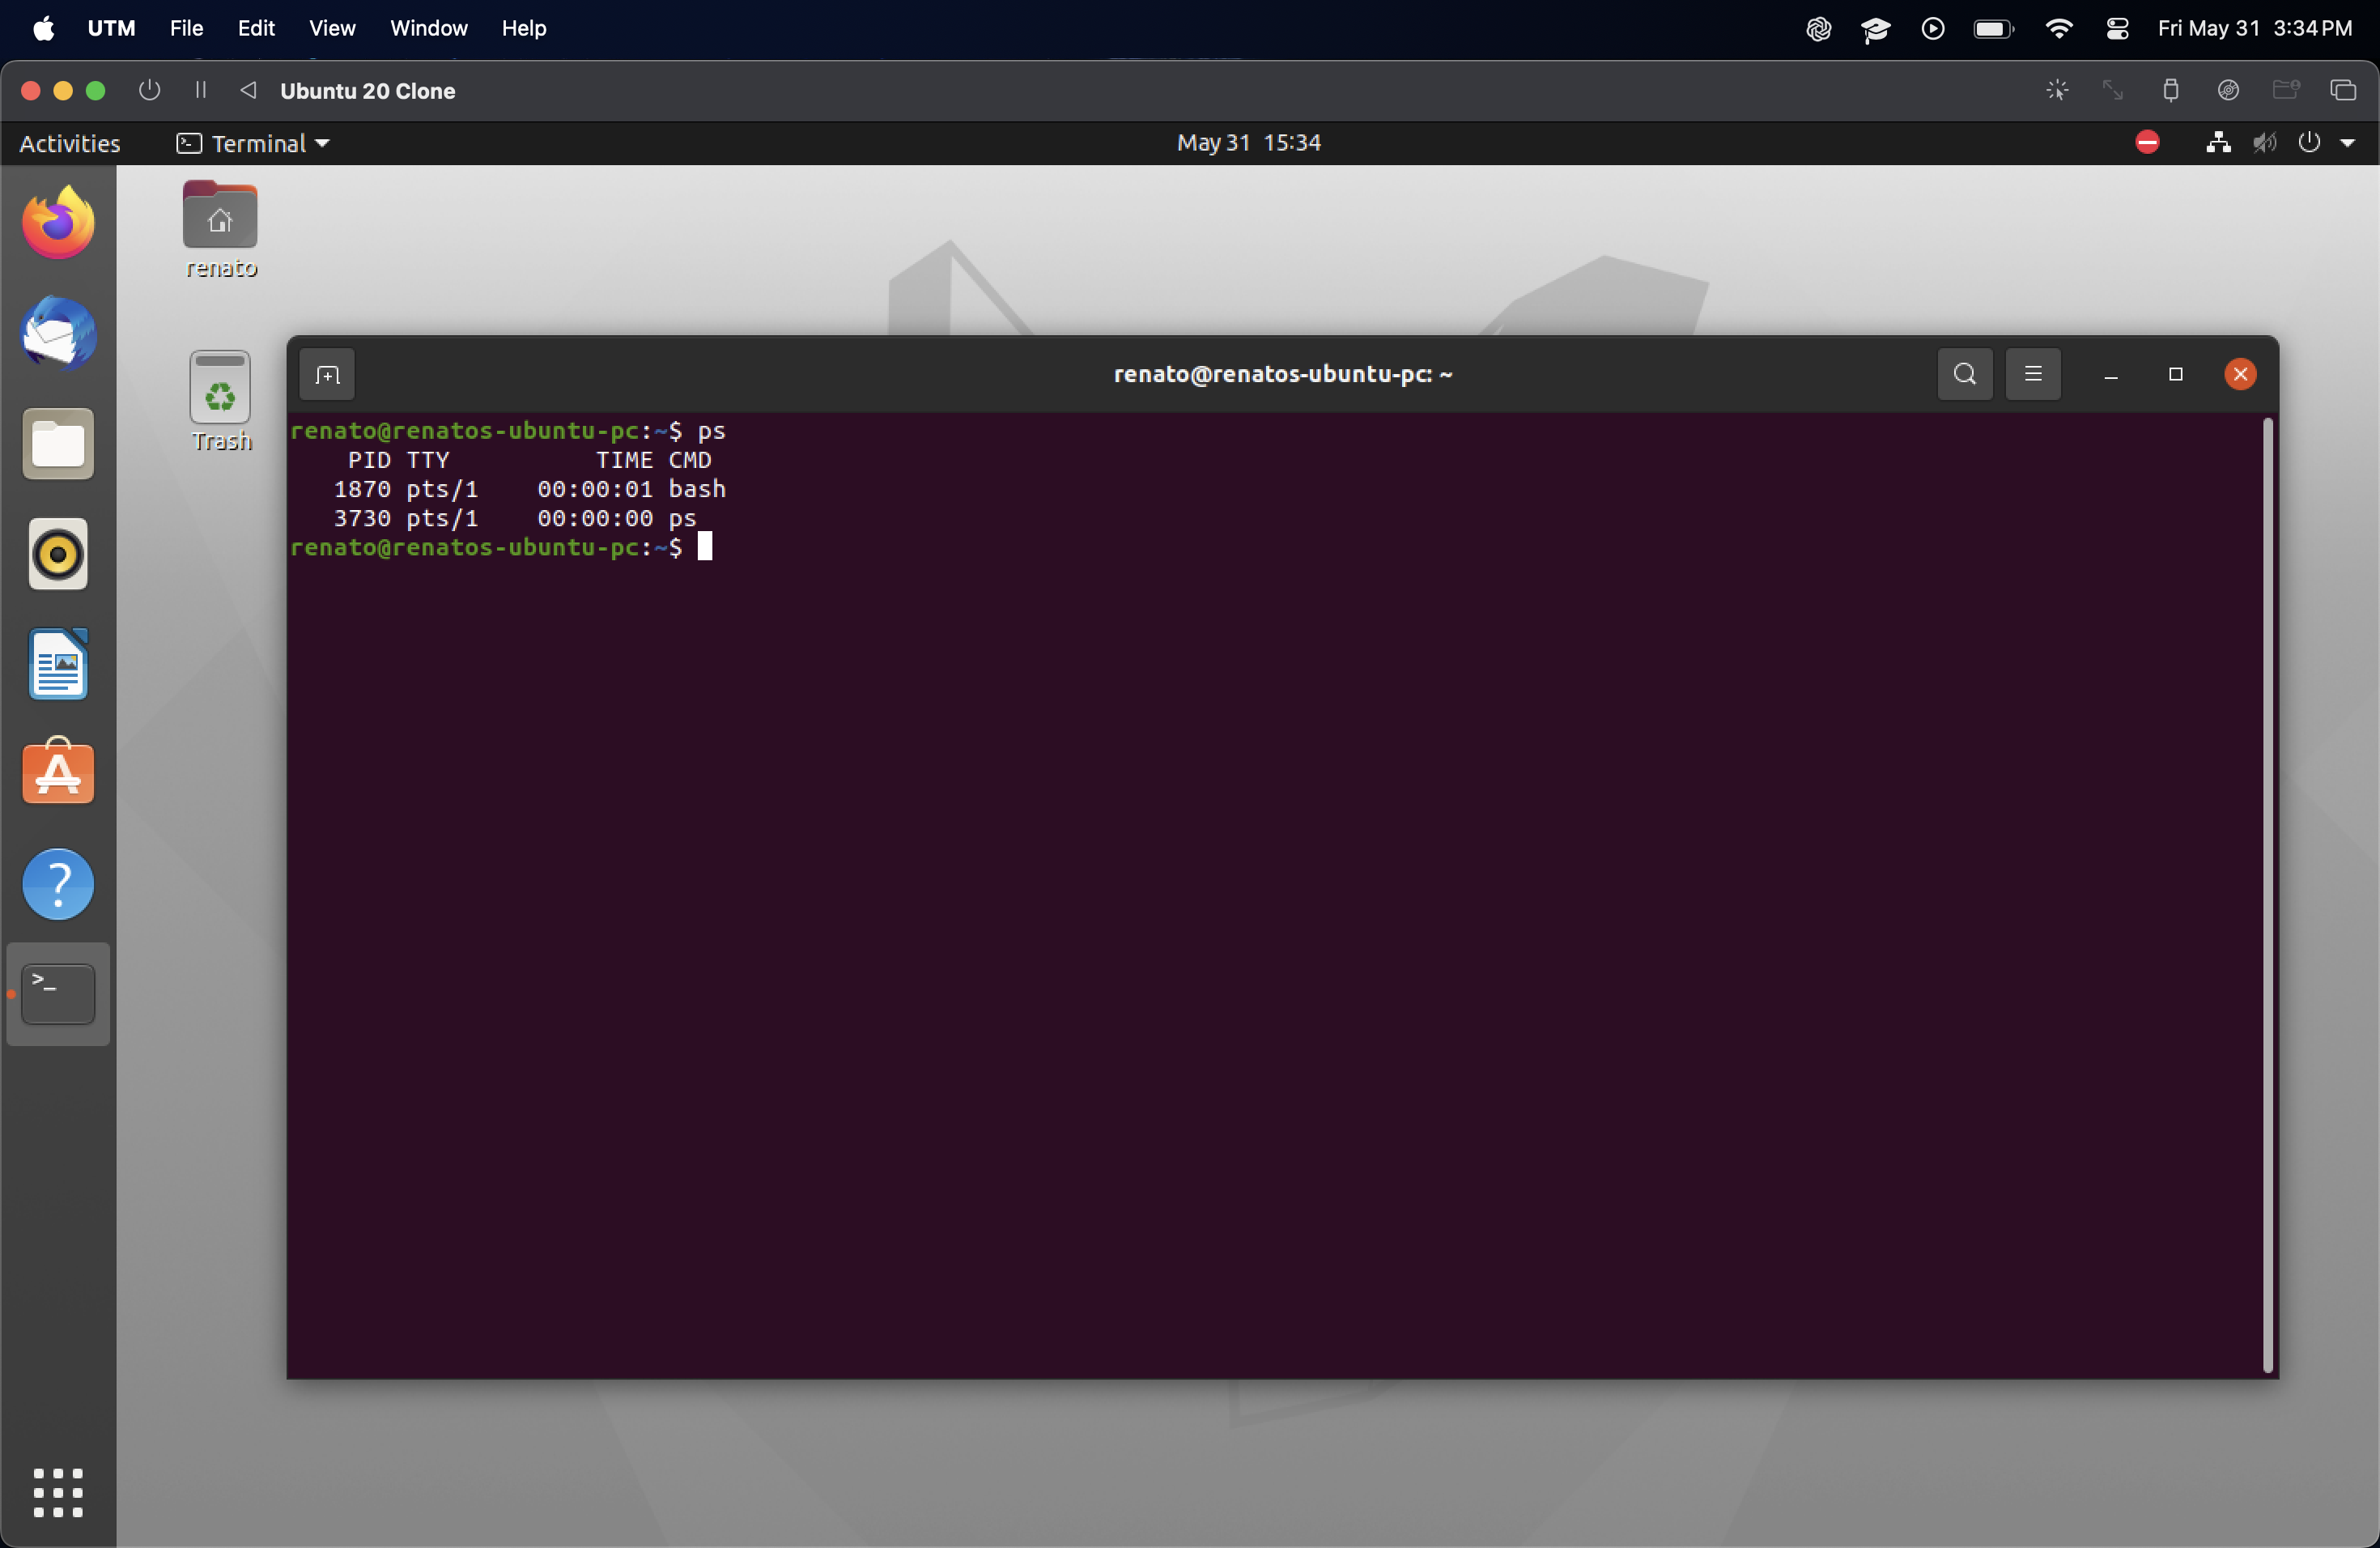 UTM File Edit View Window Help Fri May 31 3:34 PM
Ubuntu 20 Clone
Activities Terminal May 31 15:34
renato
Trash
renato@renatos-ubuntu-pc: ~
renato@renatos-ubuntu-pc:~$ ps
    PID TTY          TIME CMD
   1870 pts/1    00:00:01 bash
   3730 pts/1    00:00:00 ps
renato@renatos-ubuntu-pc:~$